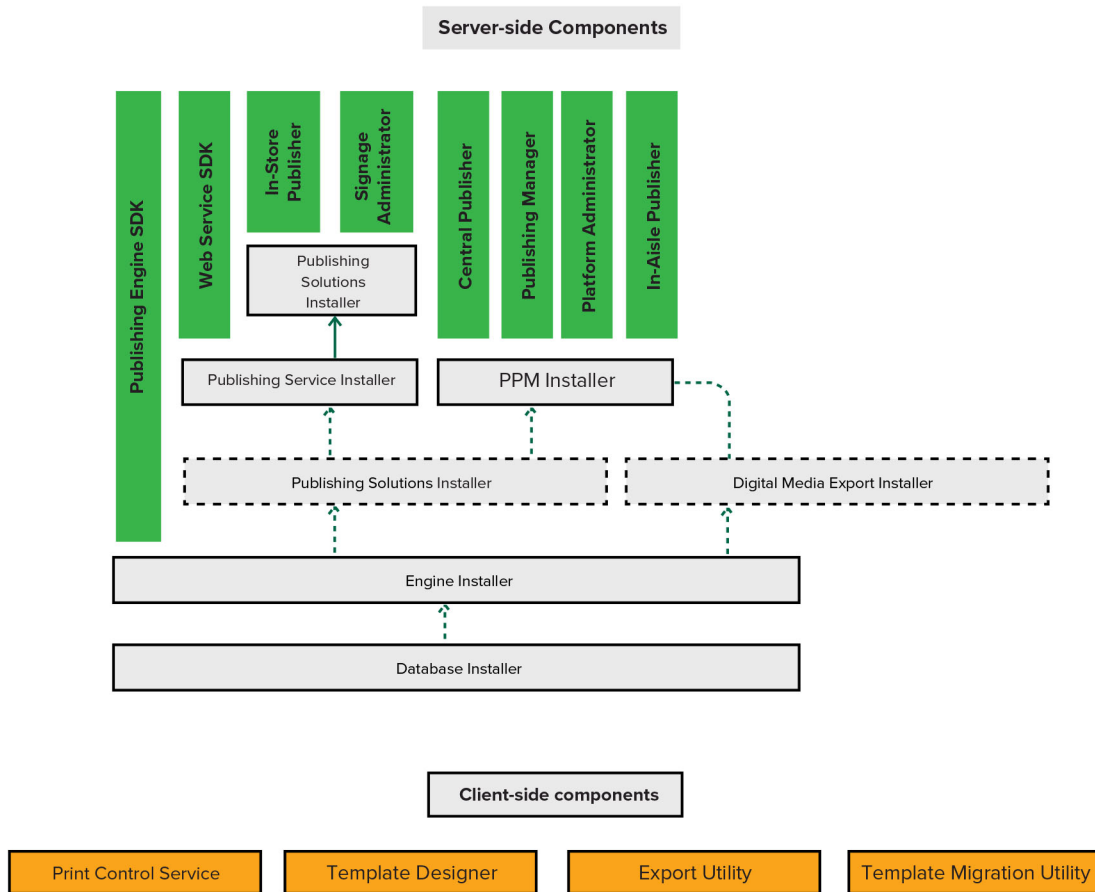 Server-side Components
Publishing Engine SDK
Web Service SDK
In-Store
Publisher
Signage
Administrator
Central Publisher
Publishing Manager
Platform Administrator
In-Aisle Publisher
Publishing
Solutions
Installer
Publishing Service Installer
PPM Installer
Publishing Solutions Installer
Digital Media Export Installer
Engine Installer
Database Installer
Client-side components
Print Control Service
Template Designer
Export Utility
Template Migration Utility